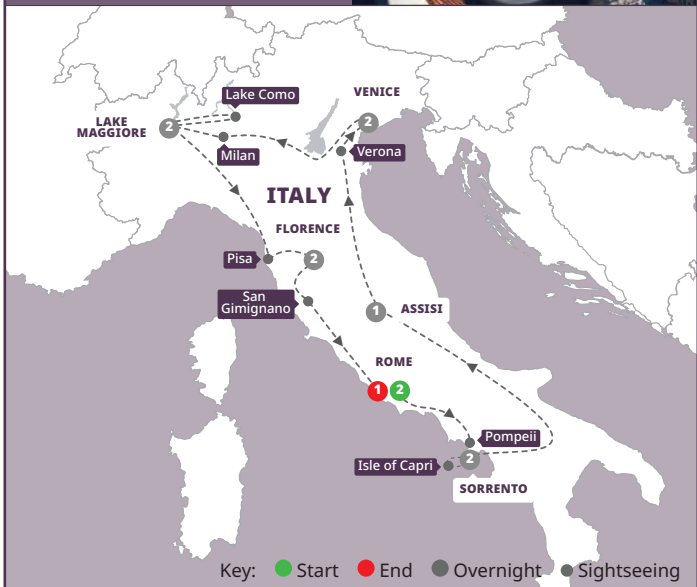 Lake Como
VENICE
LAKE
MAGGIORE
2
2
Milan
Verona
ITALY
FLORENCE
Pisa
2
San
Gimignano
1
ASSISI
ROME
1
2
Pompeii
Isle of Capri
2
SORRENTO
Key: Start End Overnight Sightseeing